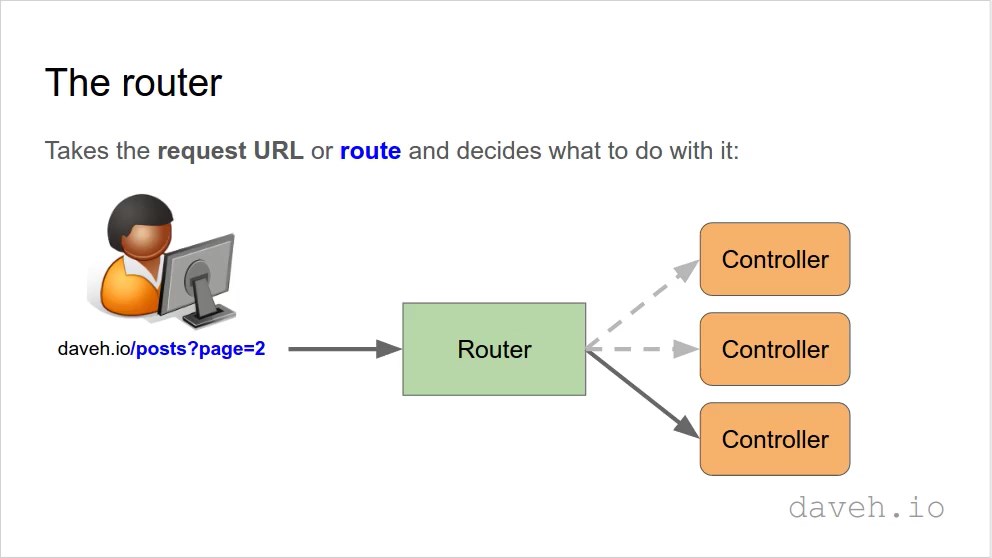 The router
Takes the request URL or route and decides what to do with it:
daveh.io/posts?page=2
Router
Controller
Controller
Controller
daveh.io